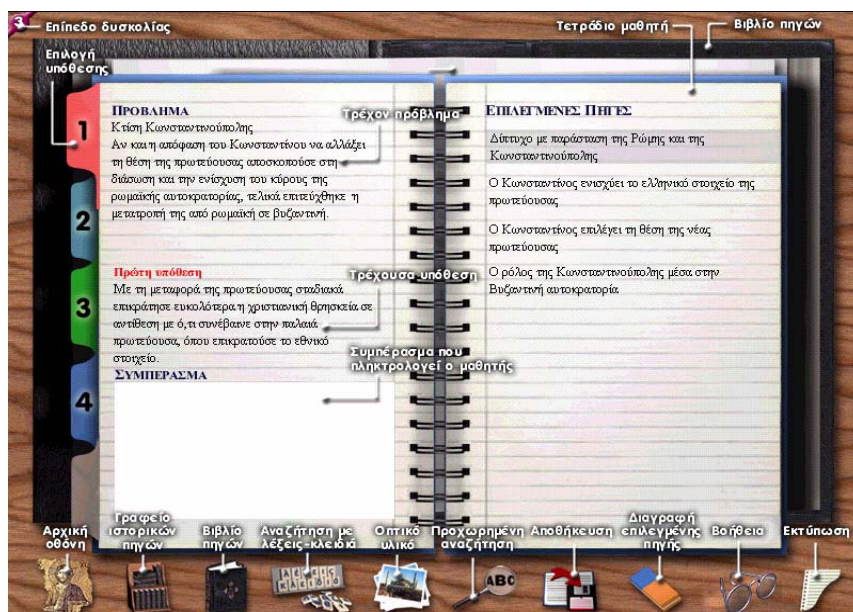 3
Επίπεδο δυσκολίας
Τετράδιο μαθητή
Βιβλίο πηγών
Επιλογή
υπόθεσης
1
2
3
4
ΠΡΟΒΛΗΜΑ
Κτίση Κωνσταντινούπολης
Αν και η απόφαση του Κωνσταντίνου να αλλάξει
τη θέση της πρωτεύουσας αποσκοπούσε στη
διάσωση και την ενίσχυση του κύρους της
ρωμαϊκής αυτοκρατορίας, τελικά επιτεύχθηκε η
μετατροπή της από ρωμαϊκή σε βυζαντινή.
Τρέχον πρόβλημα
Πρώτη υπόθεση
Με τη μεταφορά της πρωτεύουσας σταδιακά
επικράτησε ευκολότερα η χριστιανική θρησκεία σε
αντίθεση με ό,τι συνέβαινε στην παλαιά
πρωτεύουσα, όπου επικρατούσε το εθνικό
στοιχείο.
Τρέχουσα υπόθεση
ΣΥΜΠΕΡΑΣΜΑ
Συμπέρασμα που
πληκτρολογεί ο μαθητής
ΕΠΙΛΕΓΜΕΝΕΣ ΠΗΓΕΣ
Δίπτυχο με παράσταση της Ρώμης και της
Κωνσταντινούπολης
Ο Κωνσταντίνος ενισχύει το ελληνικό στοιχείο της
πρωτεύουσας
Ο Κωνσταντίνος επιλέγει τη θέση της νέας
πρωτεύουσας
Ο ρόλος της Κωνσταντινούπολης μέσα στην
Βυζαντινή αυτοκρατορία
Αρχική
οθόνη
Γραφείο
ιστορικών
πηγών
Βιβλίο
πηγών
Αναζήτηση με
λέξεις-κλειδιά
Οπτικό
υλικό
Προχωρημένη
αναζήτηση
Αποθήκευση
Διαγραφή
επιλεγμένης
πηγής
Βοήθεια
Εκτύπωση
ABC